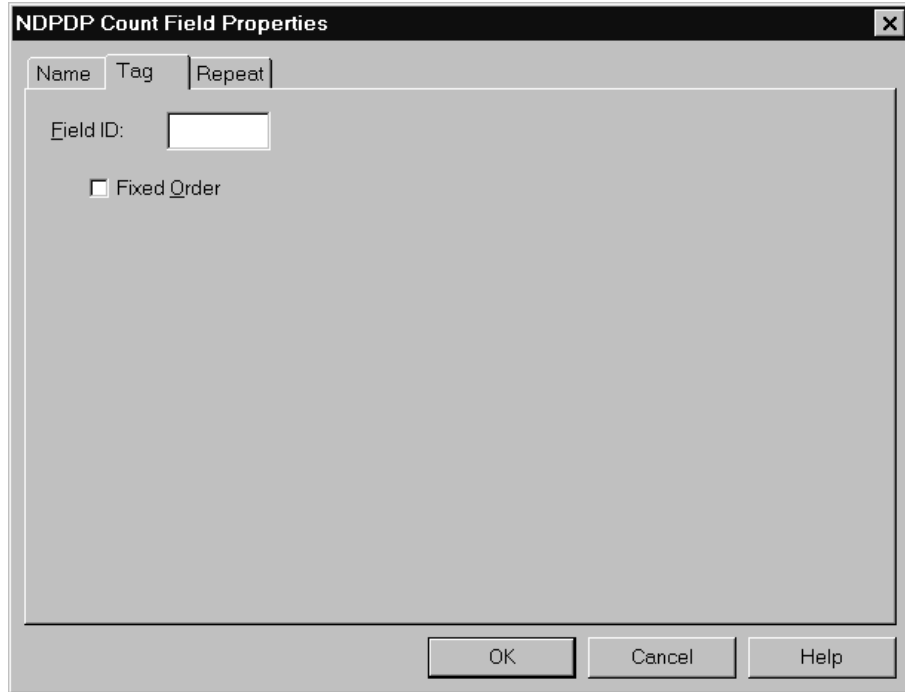 NDPDP Count Field Properties
Name Tag Repeat
Field ID:
Fixed Order
OK Cancel Help